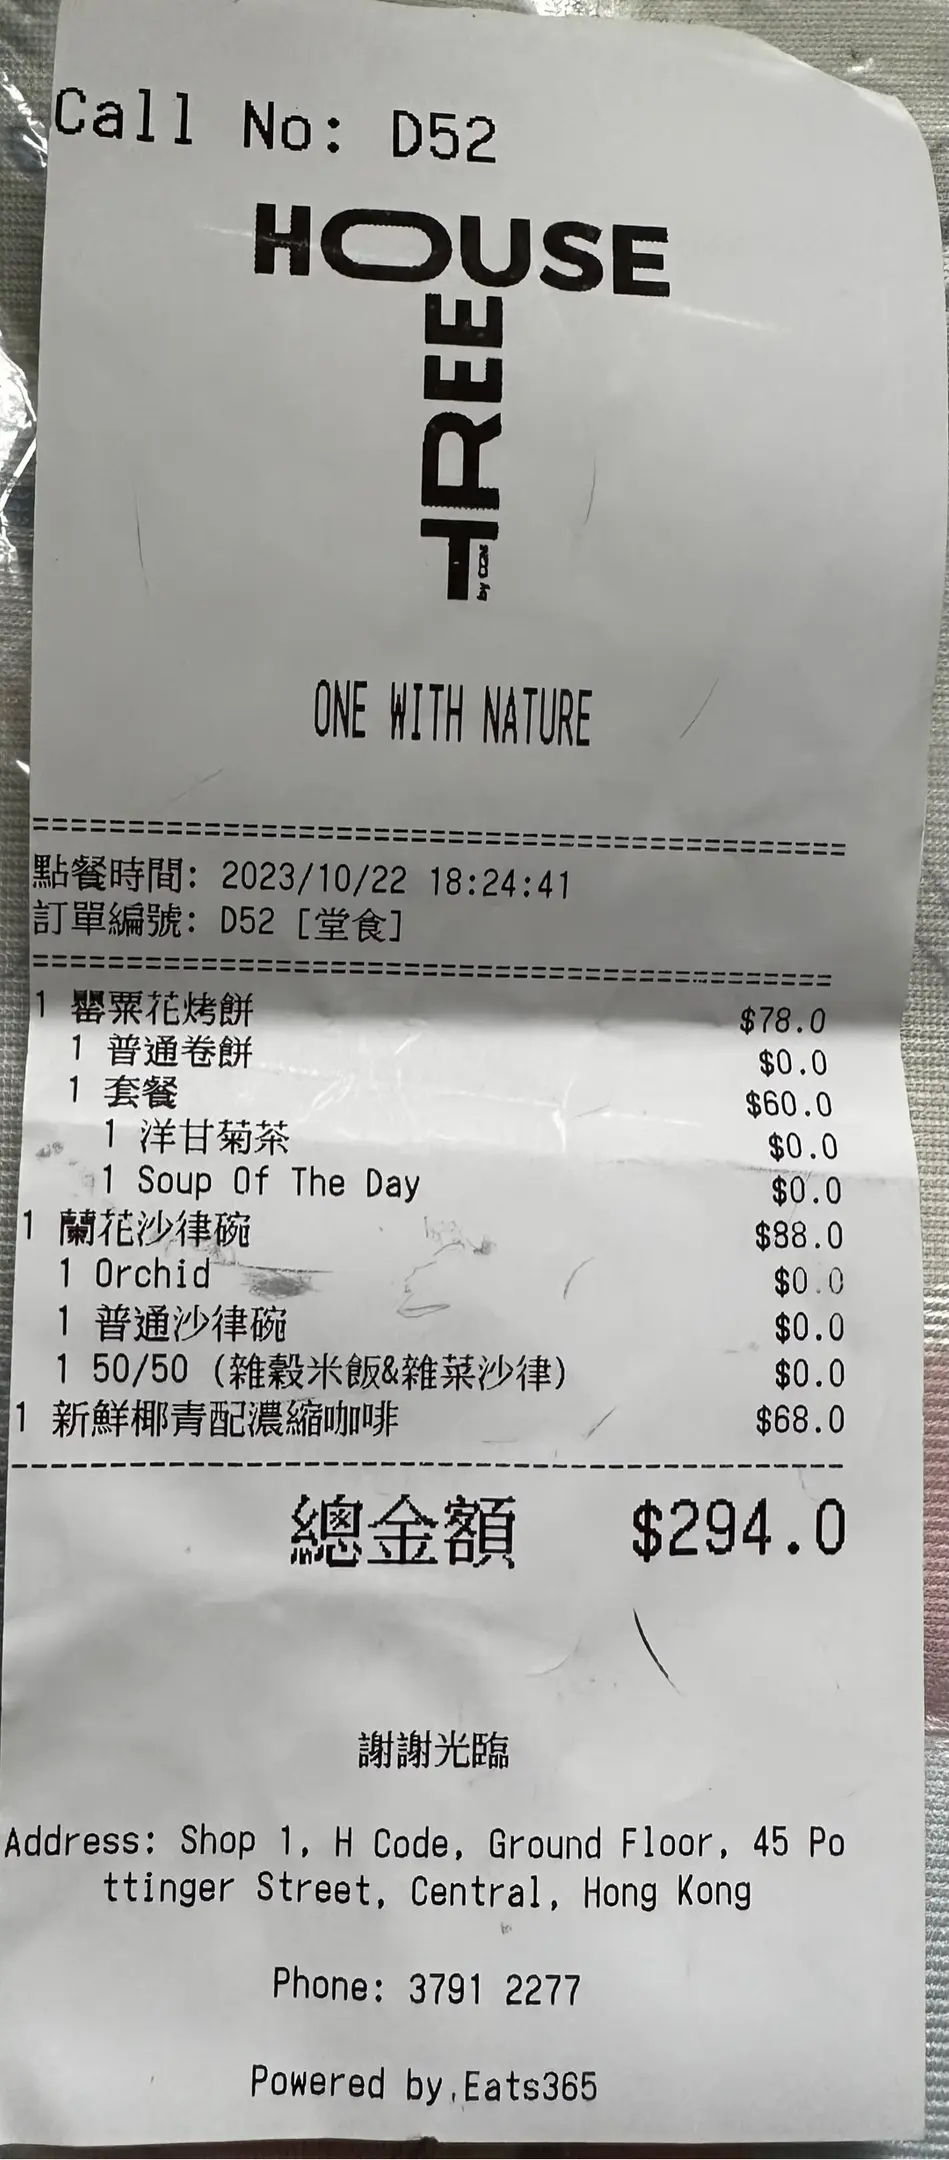 Call No: D52
HOUSE
TREE
by COS
ONE WITH NATURE
==============================================
點餐時間: 2023/10/22 18:24:41
訂單編號: D52 [堂食]
==============================================
1 罌粟花烤餅 $78.0
1 普通卷餅 $0.0
1 套餐 $60.0
1 洋甘菊茶 $0.0
1 Soup Of The Day $0.0
1 蘭花沙律碗 $88.0
1 Orchid $0.0
1 普通沙律碗 $0.0
1 50/50 (雜穀米飯&雜菜沙律) $0.0
1 新鮮椰青配濃縮咖啡 $68.0
----------------------------------------------
總金額 $294.0
謝謝光臨
Address: Shop 1, H Code, Ground Floor, 45 Po
ttinger Street, Central, Hong Kong
Phone: 3791 2277
Powered by Eats365